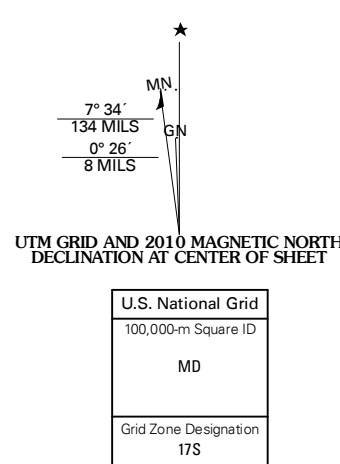 ★
MN
7° 34´
134 MILS
GN
0° 26´
8 MILS
UTM GRID AND 2010 MAGNETIC NORTH
DECLINATION AT CENTER OF SHEET
U.S. National Grid
100,000-m Square ID
MD
Grid Zone Designation
17S